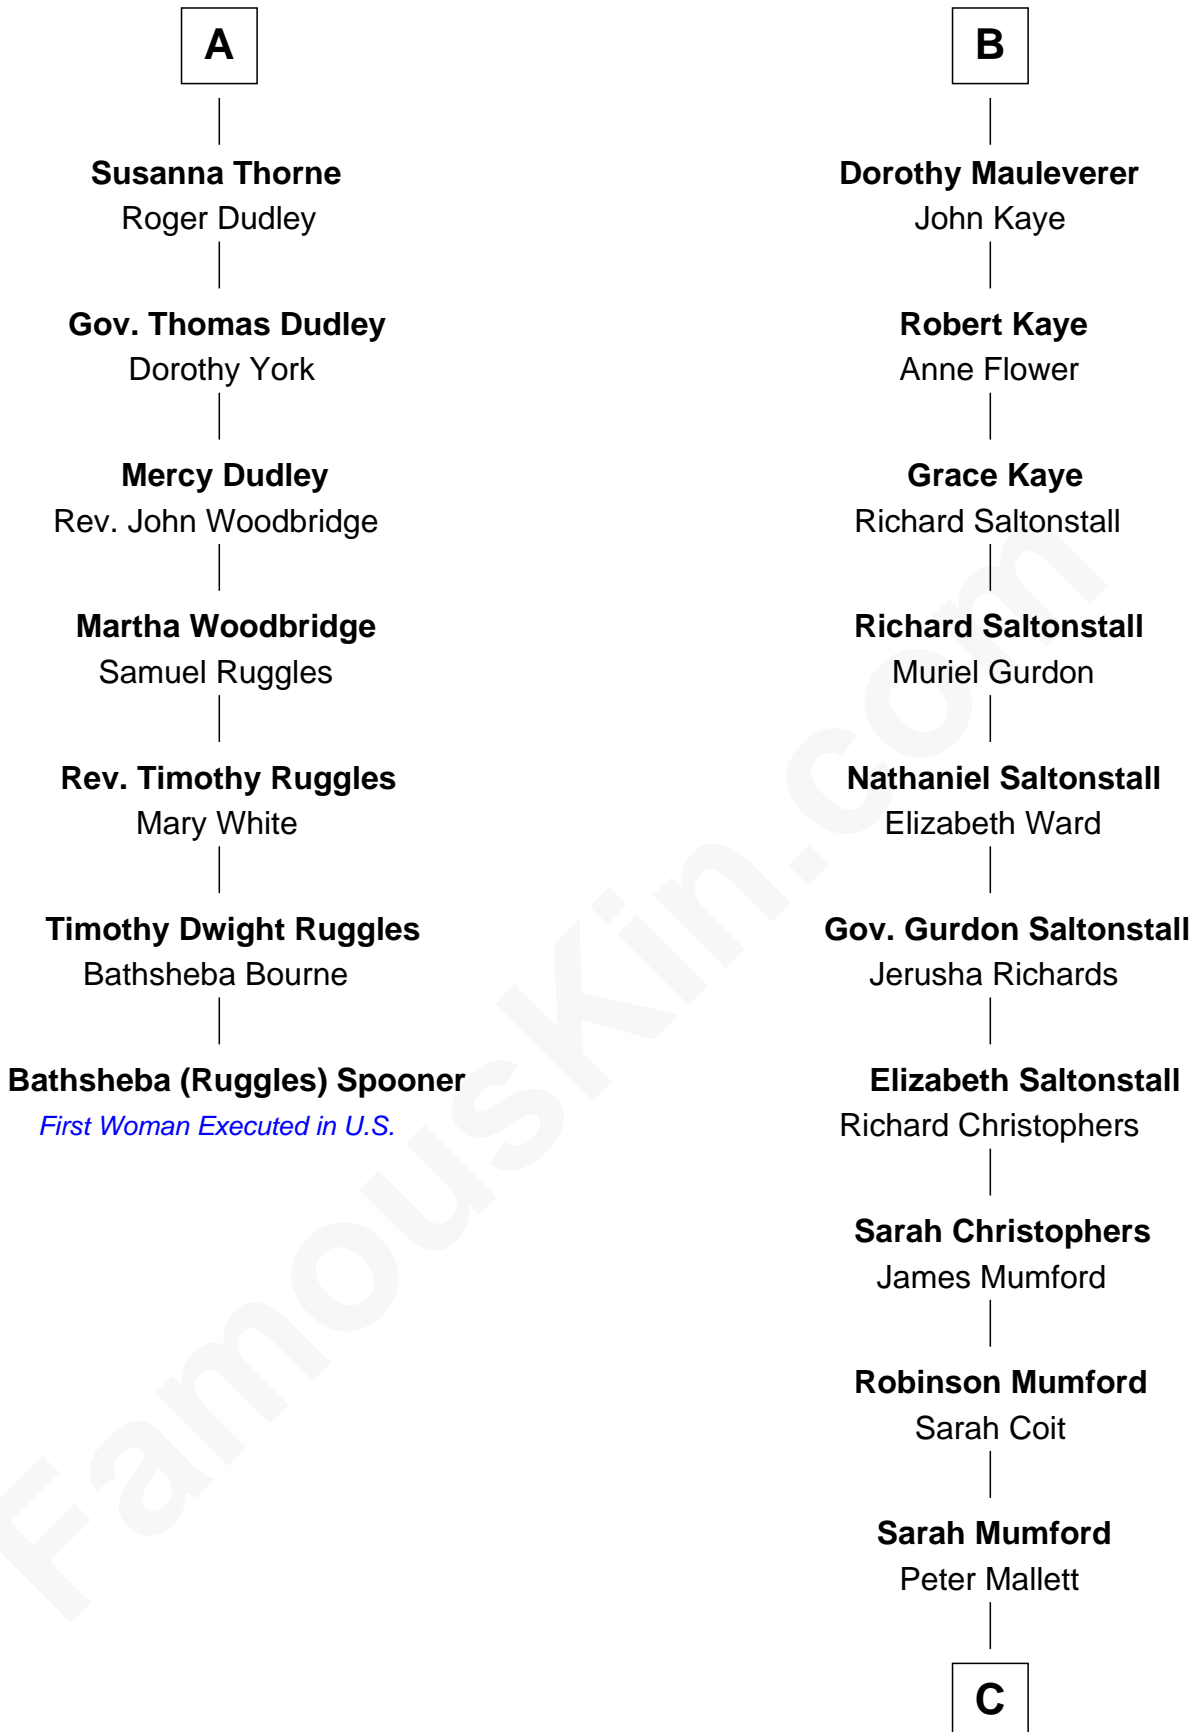 A
Susanna Thorne
Roger Dudley
Gov. Thomas Dudley
Dorothy York
Mercy Dudley
Rev. John Woodbridge
Martha Woodbridge
Samuel Ruggles
Rev. Timothy Ruggles
Mary White
Timothy Dwight Ruggles
Bathsheba Bourne
Bathsheba (Ruggles) Spooner
First Woman Executed in U.S.
B
Dorothy Mauleverer
John Kaye
Robert Kaye
Anne Flower
Grace Kaye
Richard Saltonstall
Richard Saltonstall
Muriel Gurdon
Nathaniel Saltonstall
Elizabeth Ward
Gov. Gurdon Saltonstall
Jerusha Richards
Elizabeth Saltonstall
Richard Christophers
Sarah Christophers
James Mumford
Robinson Mumford
Sarah Coit
Sarah Mumford
Peter Mallett
C
FamousKin.com